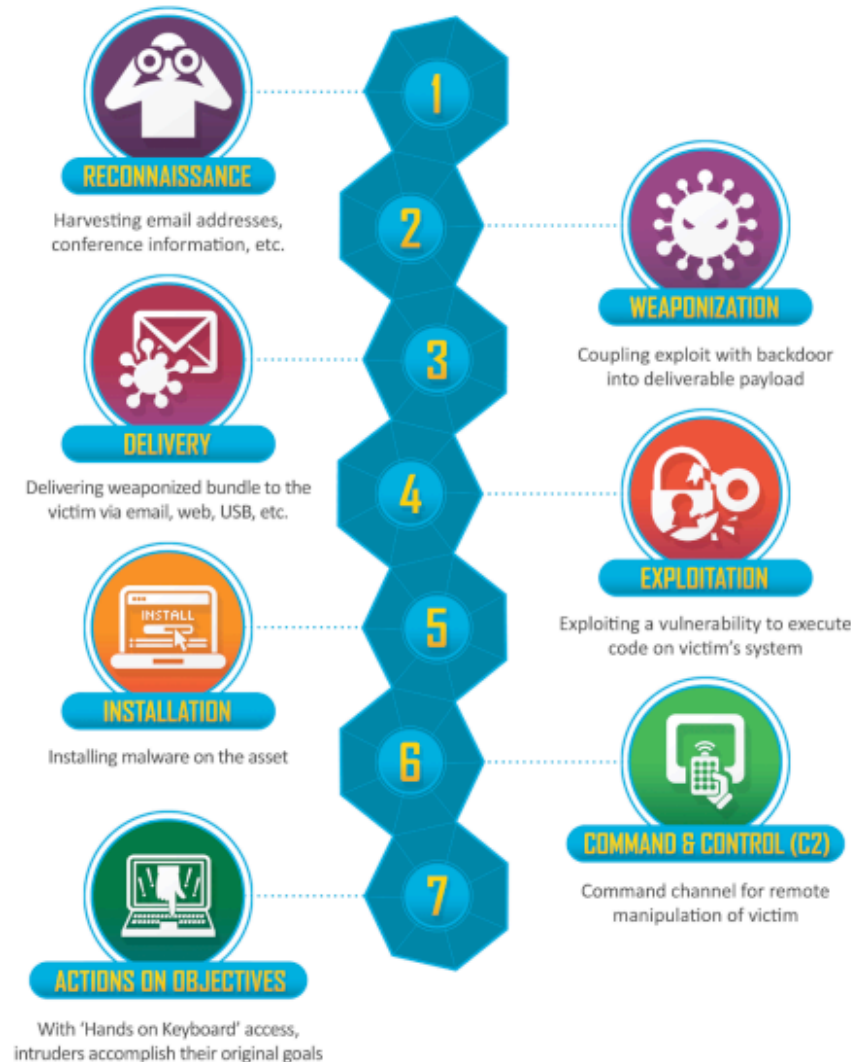 1
RECONNAISSANCE
Harvesting email addresses,
conference information, etc.
2
WEAPONIZATION
Coupling exploit with backdoor
into deliverable payload
3
DELIVERY
Delivering weaponized bundle to the
victim via email, web, USB, etc.
4
EXPLOITATION
Exploiting a vulnerability to execute
code on victim's system
5
INSTALL
INSTALLATION
Installing malware on the asset
6
COMMAND & CONTROL (C2)
Command channel for remote
manipulation of victim
7
ACTIONS ON OBJECTIVES
With 'Hands on Keyboard' access,
intruders accomplish their original goals